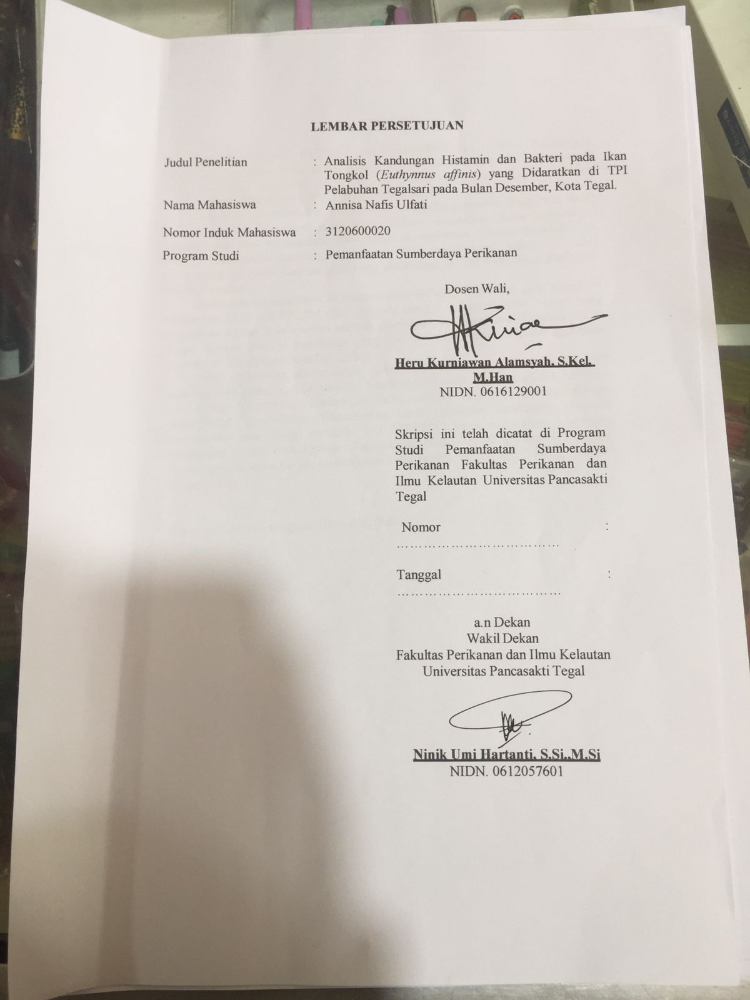 LEMBAR PERSETUJUAN
Judul Penelitian : Analisis Kandungan Histamin dan Bakteri pada Ikan
Tongkol (Euthynnus affinis) yang Didaratkan di TPI
Pelabuhan Tegalsari pada Bulan Desember, Kota Tegal.
Nama Mahasiswa : Annisa Nafis Ulfati
Nomor Induk Mahasiswa : 3120600020
Program Studi : Pemanfaatan Sumberdaya Perikanan
Dosen Wali,
Heru Kurniawan Alamsyah, S.Kel,
M.Han
NIDN. 0616129001
Skripsi ini telah dicatat di Program
Studi Pemanfaatan Sumberdaya
Perikanan Fakultas Perikanan dan
Ilmu Kelautan Universitas Pancasakti
Tegal
Nomor :
....................................
Tanggal :
....................................
a.n Dekan
Wakil Dekan
Fakultas Perikanan dan Ilmu Kelautan
Universitas Pancasakti Tegal
Ninik Umi Hartanti, S.Si.,M.Si
NIDN. 0612057601